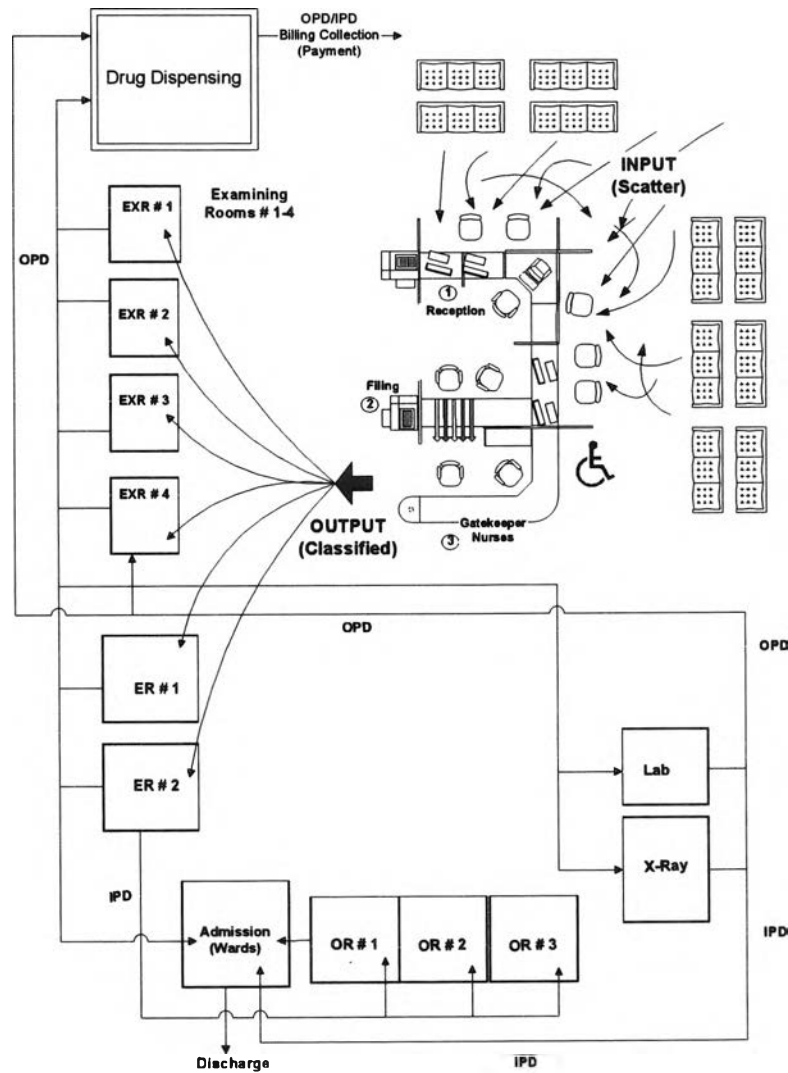 OPD/IPD
Billing Collection
(Payment)
Drug Dispensing
INPUT
(Scatter)
EXR # 1
Examining
Rooms # 1-4
OPD
1
Reception
EXR # 2
EXR # 3
Filing
2
EXR # 4
OUTPUT
(Classified)
Gatekeeper
3
Nurses
OPD
OPD
ER # 1
ER # 2
Lab
X-Ray
IPD
Admission
(Wards)
OR # 1
OR # 2
OR # 3
IPD
Discharge
IPD